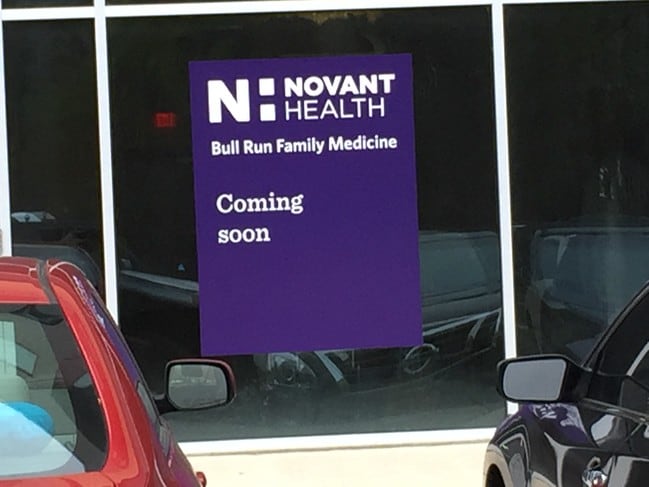 N:
NOVANT
HEALTH
Bull Run Family Medicine
Coming
soon